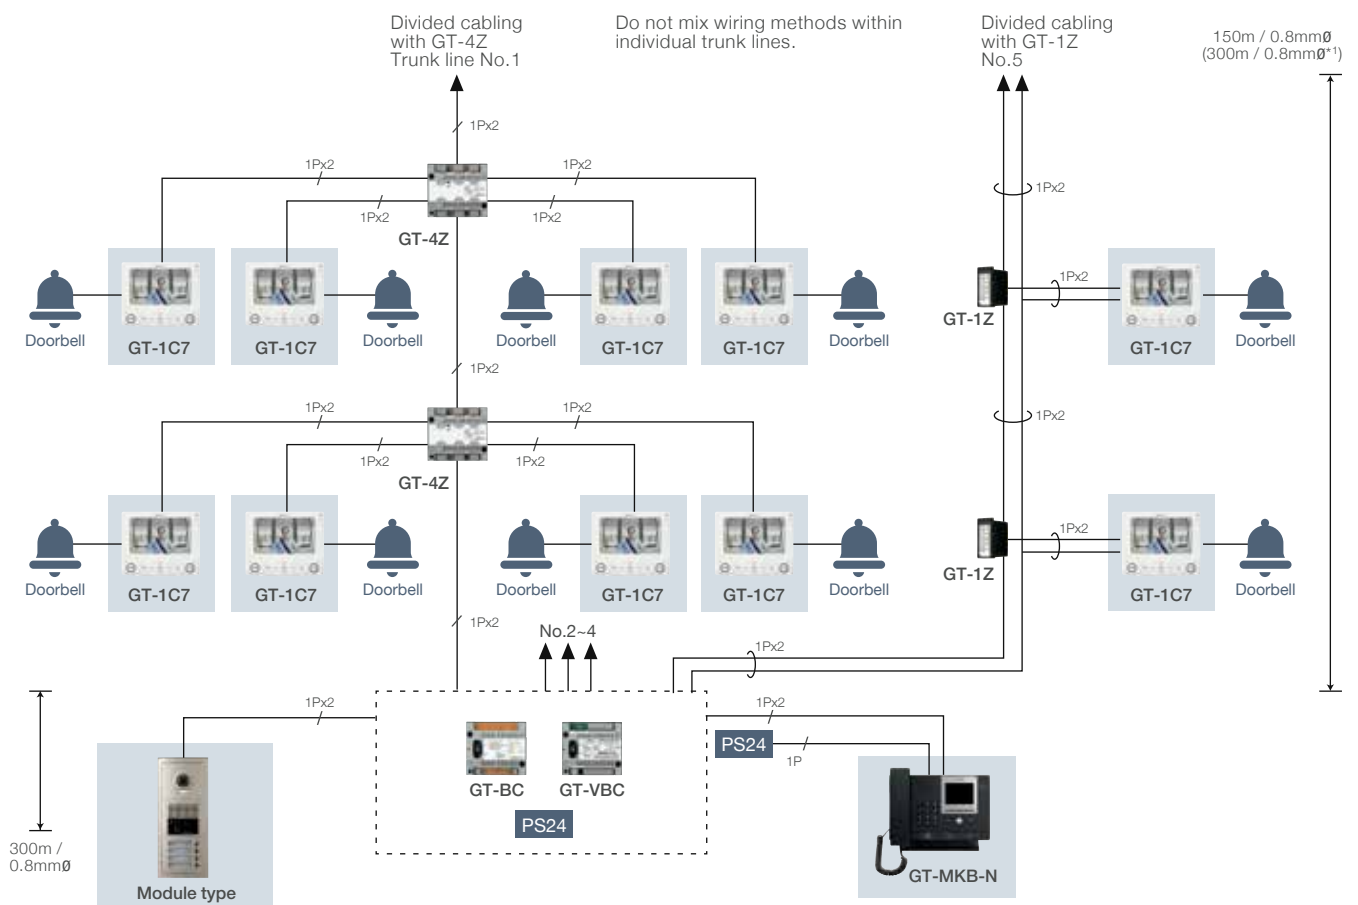 Divided cabling
with GT-4Z
Trunk line No.1
Do not mix wiring methods within
individual trunk lines.
Divided cabling
with GT-1Z
No.5
150m / 0.8mmØ
(300m / 0.8mmØ*1)
1Px2
1Px2
1Px2
1Px2
1Px2
1Px2
GT-4Z
1Px2
GT-1Z
Doorbell
GT-1C7
GT-1C7
Doorbell
Doorbell
GT-1C7
GT-1C7
Doorbell
GT-1C7
Doorbell
1Px2
1Px2
1Px2
1Px2
1Px2
1Px2
GT-4Z
1Px2
GT-1Z
Doorbell
GT-1C7
GT-1C7
Doorbell
Doorbell
GT-1C7
GT-1C7
Doorbell
GT-1C7
Doorbell
1Px2
No.2~4
1Px2
1Px2
1Px2
PS24
1P
GT-BC
GT-VBC
PS24
300m /
0.8mmØ
Module type
GT-MKB-N